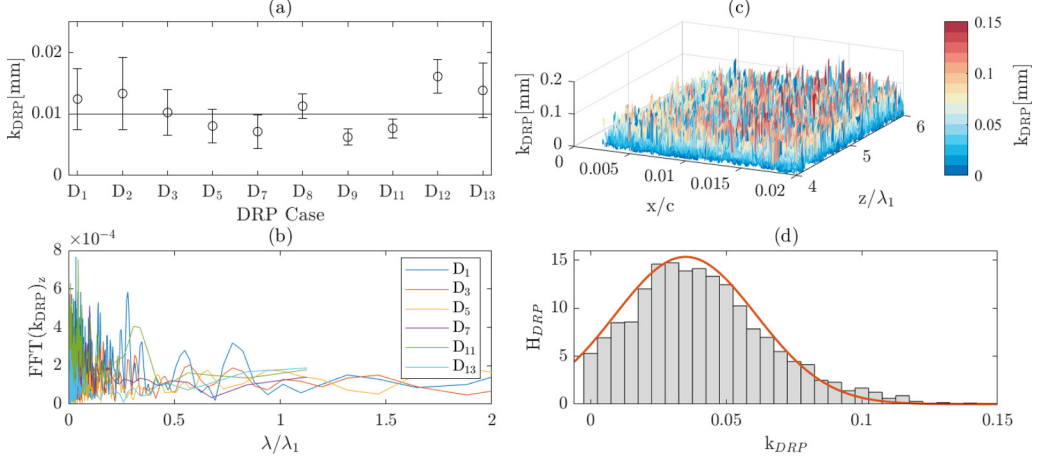 (a)
k_DRP[mm]
0.02
0.01
0
D_1 D_2 D_3 D_5 D_7 D_8 D_9 D_11 D_12 D_13
DRP Case
(c)
k_DRP[mm]
0.2
0.1
0
0 0.005 0.01 0.015 0.02
x/c
4 5 6
z/λ_1
0.15
0.1
0.05
0
k_DRP[mm]
(b)
×10^{-4}
FFT(k_DRP)_z
8
6
4
2
0
0 0.5 1 1.5 2
λ/λ_1
D_1
D_3
D_5
D_7
D_11
D_13
(d)
H_DRP
15
10
5
0
0 0.05 0.1 0.15
k_DRP